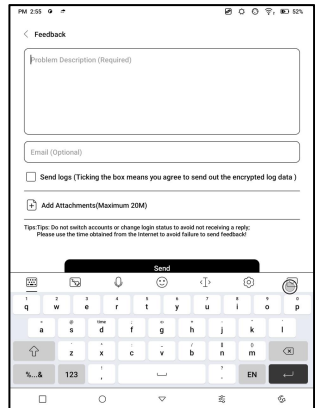 PM 2:55 52%
Feedback
Problem Description (Required)
Email (Optional)
Send logs (Ticking the box means you agree to send out the encrypted log data )
Add Attachments(Maximum 20M)
Tips:Tips: Do not switch accounts or change login status to avoid not receiving a reply;
Please use the time obtained from the Internet to avoid failure to send feedback!
Send
1 2 3 4 5 6 7 8 9 0
q w e r t y u i o p
@ time
a s d f g h j k l
z x c v b n m
%...& 123 EN